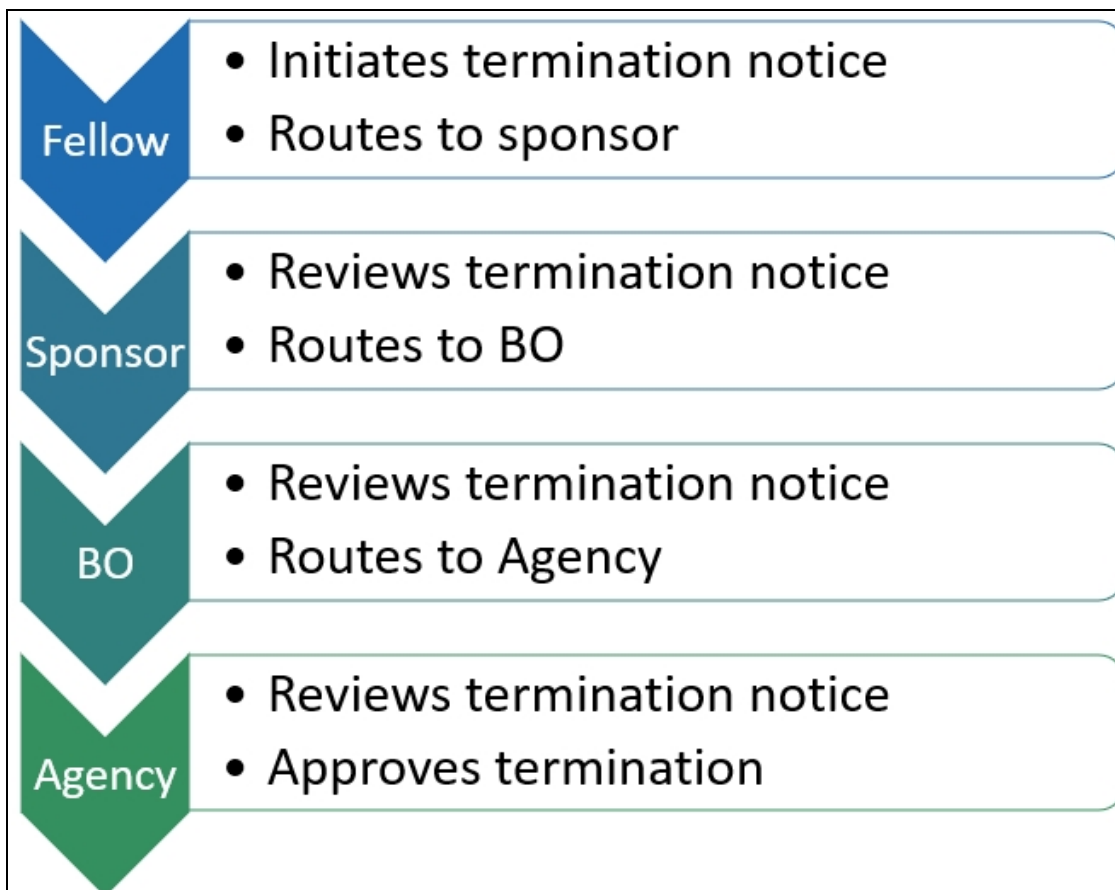 Fellow
• Initiates termination notice
• Routes to sponsor
Sponsor
• Reviews termination notice
• Routes to BO
BO
• Reviews termination notice
• Routes to Agency
Agency
• Reviews termination notice
• Approves termination